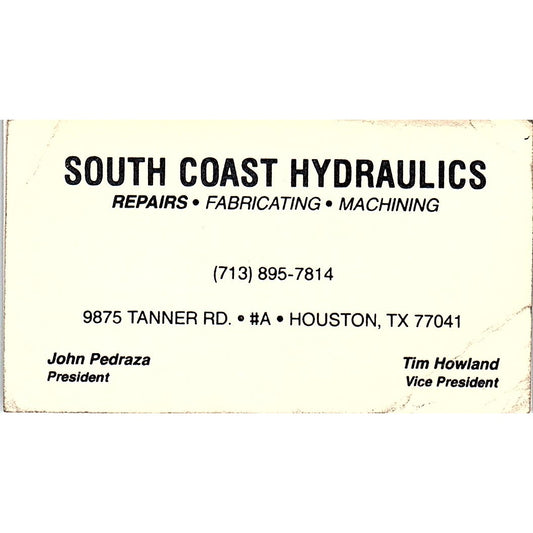 SOUTH COAST HYDRAULICS
REPAIRS • FABRICATING • MACHINING
(713) 895-7814
9875 TANNER RD. • #A • HOUSTON, TX 77041
John Pedraza
President
Tim Howland
Vice President